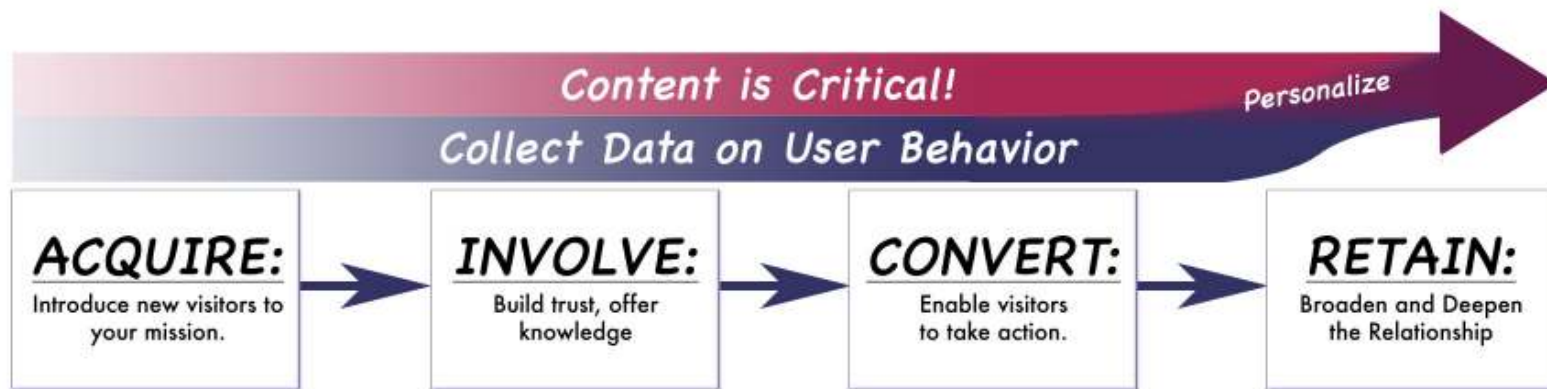 Content is Critical!
Personalize
Collect Data on User Behavior
ACQUIRE:
Introduce new visitors to
your mission.
INVOLVE:
Build trust, offer
knowledge
CONVERT:
Enable visitors
to take action.
RETAIN:
Broaden and Deepen
the Relationship